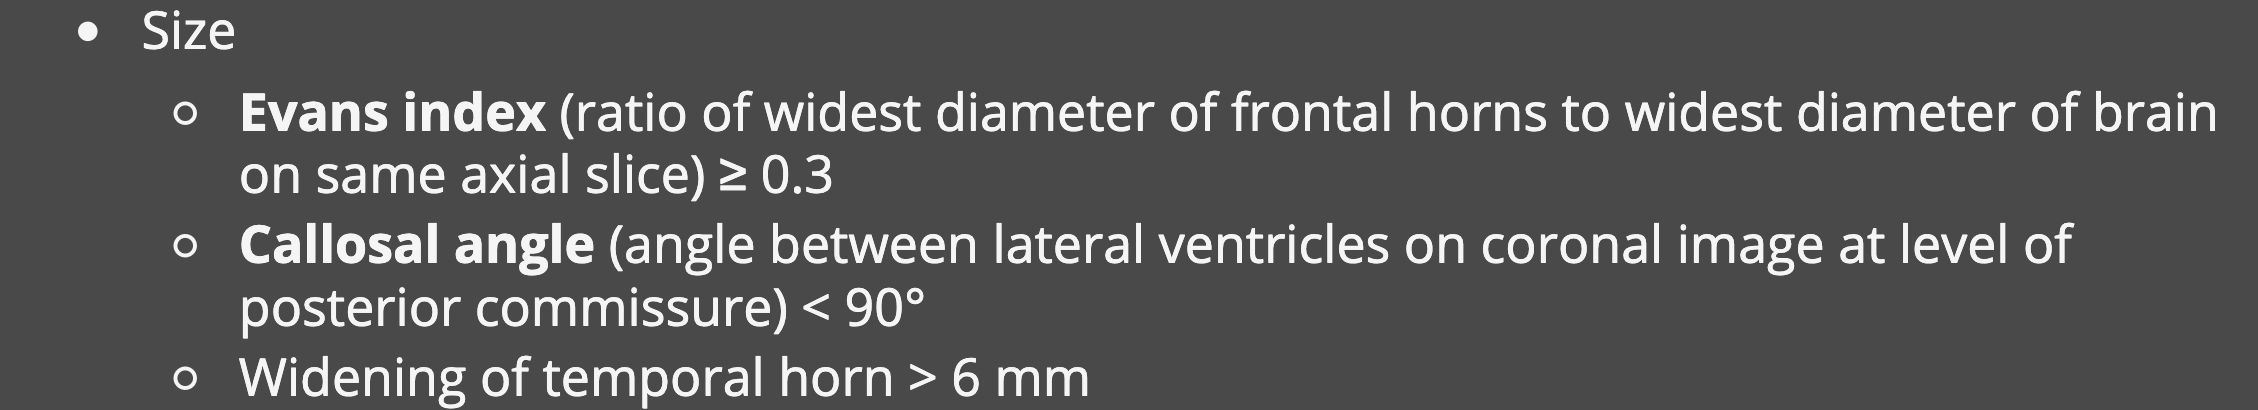 • Size
○ Evans index (ratio of widest diameter of frontal horns to widest diameter of brain
on same axial slice) ≥ 0.3
○ Callosal angle (angle between lateral ventricles on coronal image at level of
posterior commissure) < 90°
○ Widening of temporal horn > 6 mm